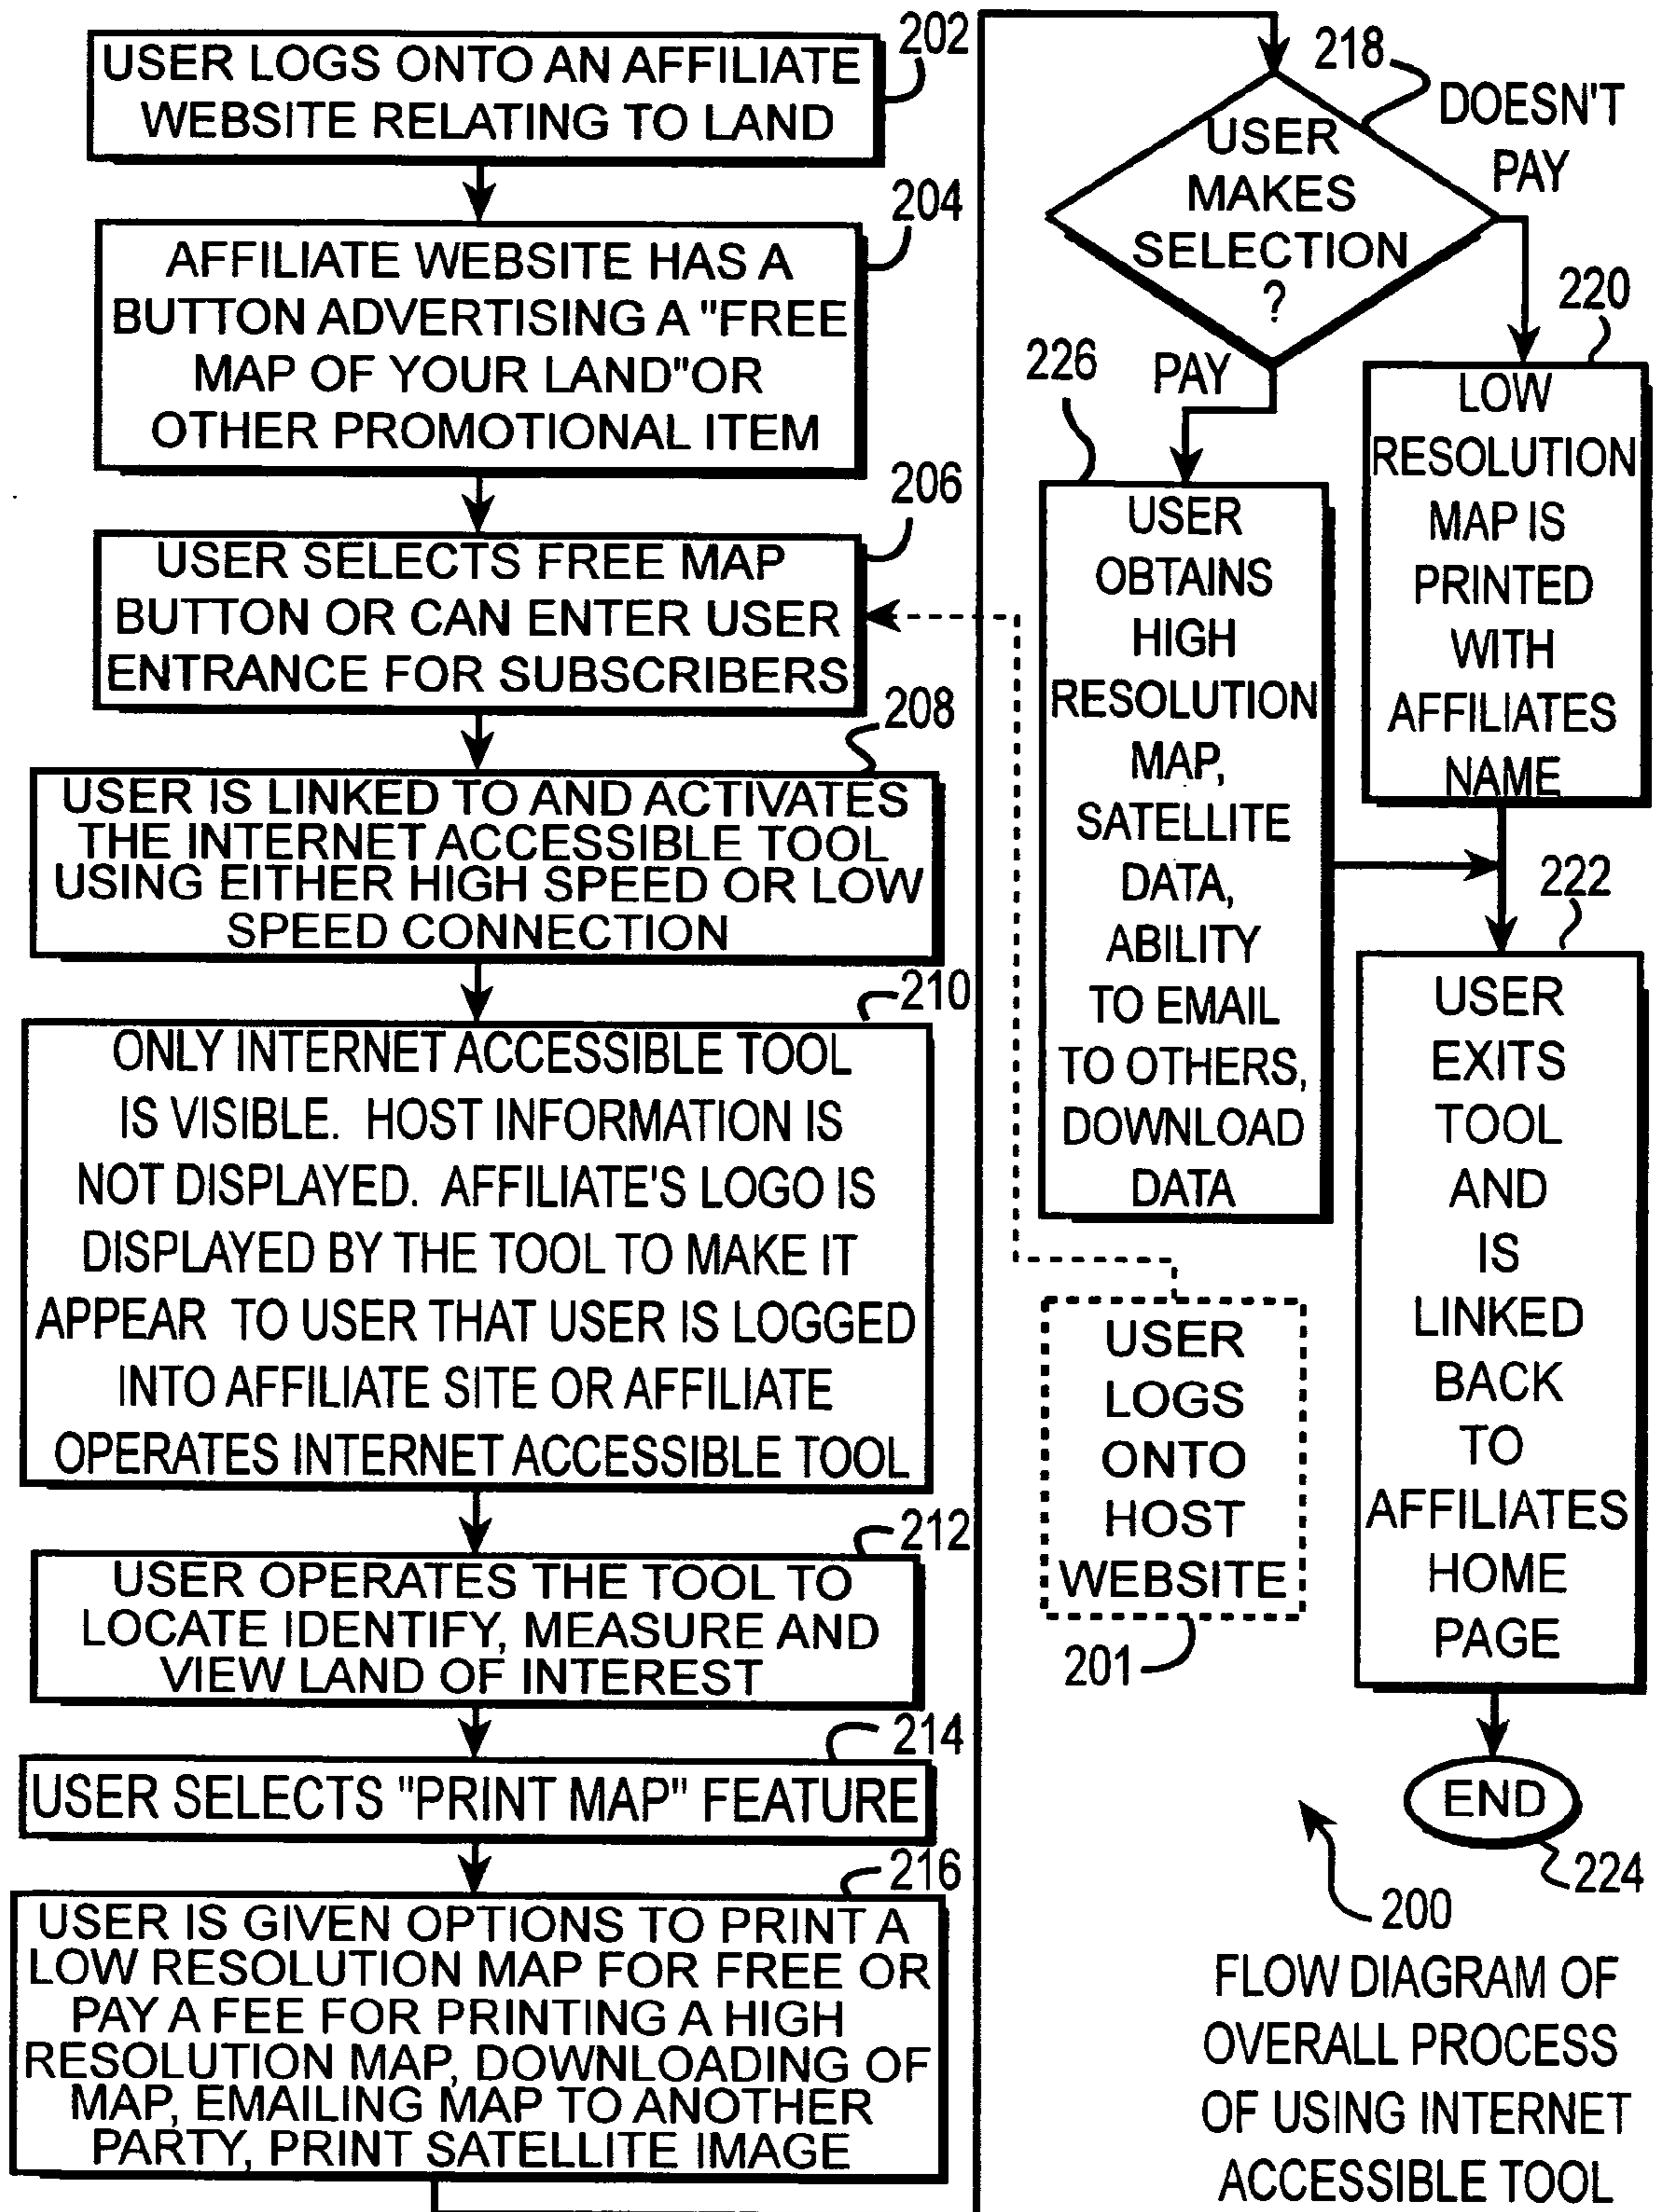 202
USER LOGS ONTO AN AFFILIATE
WEBSITE RELATING TO LAND
204
AFFILIATE WEBSITE HAS A
BUTTON ADVERTISING A "FREE
MAP OF YOUR LAND"OR
OTHER PROMOTIONAL ITEM
206
USER SELECTS FREE MAP
BUTTON OR CAN ENTER USER
ENTRANCE FOR SUBSCRIBERS
208
USER IS LINKED TO AND ACTIVATES
THE INTERNET ACCESSIBLE TOOL
USING EITHER HIGH SPEED OR LOW
SPEED CONNECTION
210
ONLY INTERNET ACCESSIBLE TOOL
IS VISIBLE. HOST INFORMATION IS
NOT DISPLAYED. AFFILIATE'S LOGO IS
DISPLAYED BY THE TOOL TO MAKE IT
APPEAR TO USER THAT USER IS LOGGED
INTO AFFILIATE SITE OR AFFILIATE
OPERATES INTERNET ACCESSIBLE TOOL
212
USER OPERATES THE TOOL TO
LOCATE IDENTIFY, MEASURE AND
VIEW LAND OF INTEREST
214
USER SELECTS "PRINT MAP" FEATURE
216
USER IS GIVEN OPTIONS TO PRINT A
LOW RESOLUTION MAP FOR FREE OR
PAY A FEE FOR PRINTING A HIGH
RESOLUTION MAP, DOWNLOADING OF
MAP, EMAILING MAP TO ANOTHER
PARTY, PRINT SATELLITE IMAGE
218
USER
MAKES
SELECTION
?
DOESN'T
PAY
PAY
226
USER
OBTAINS
HIGH
RESOLUTION
MAP,
SATELLITE
DATA,
ABILITY
TO EMAIL
TO OTHERS,
DOWNLOAD
DATA
220
LOW
RESOLUTION
MAP IS
PRINTED
WITH
AFFILIATES
NAME
222
USER
EXITS
TOOL
AND
IS
LINKED
BACK
TO
AFFILIATES
HOME
PAGE
END
224
USER
LOGS
ONTO
HOST
WEBSITE
201
200
FLOW DIAGRAM OF
OVERALL PROCESS
OF USING INTERNET
ACCESSIBLE TOOL